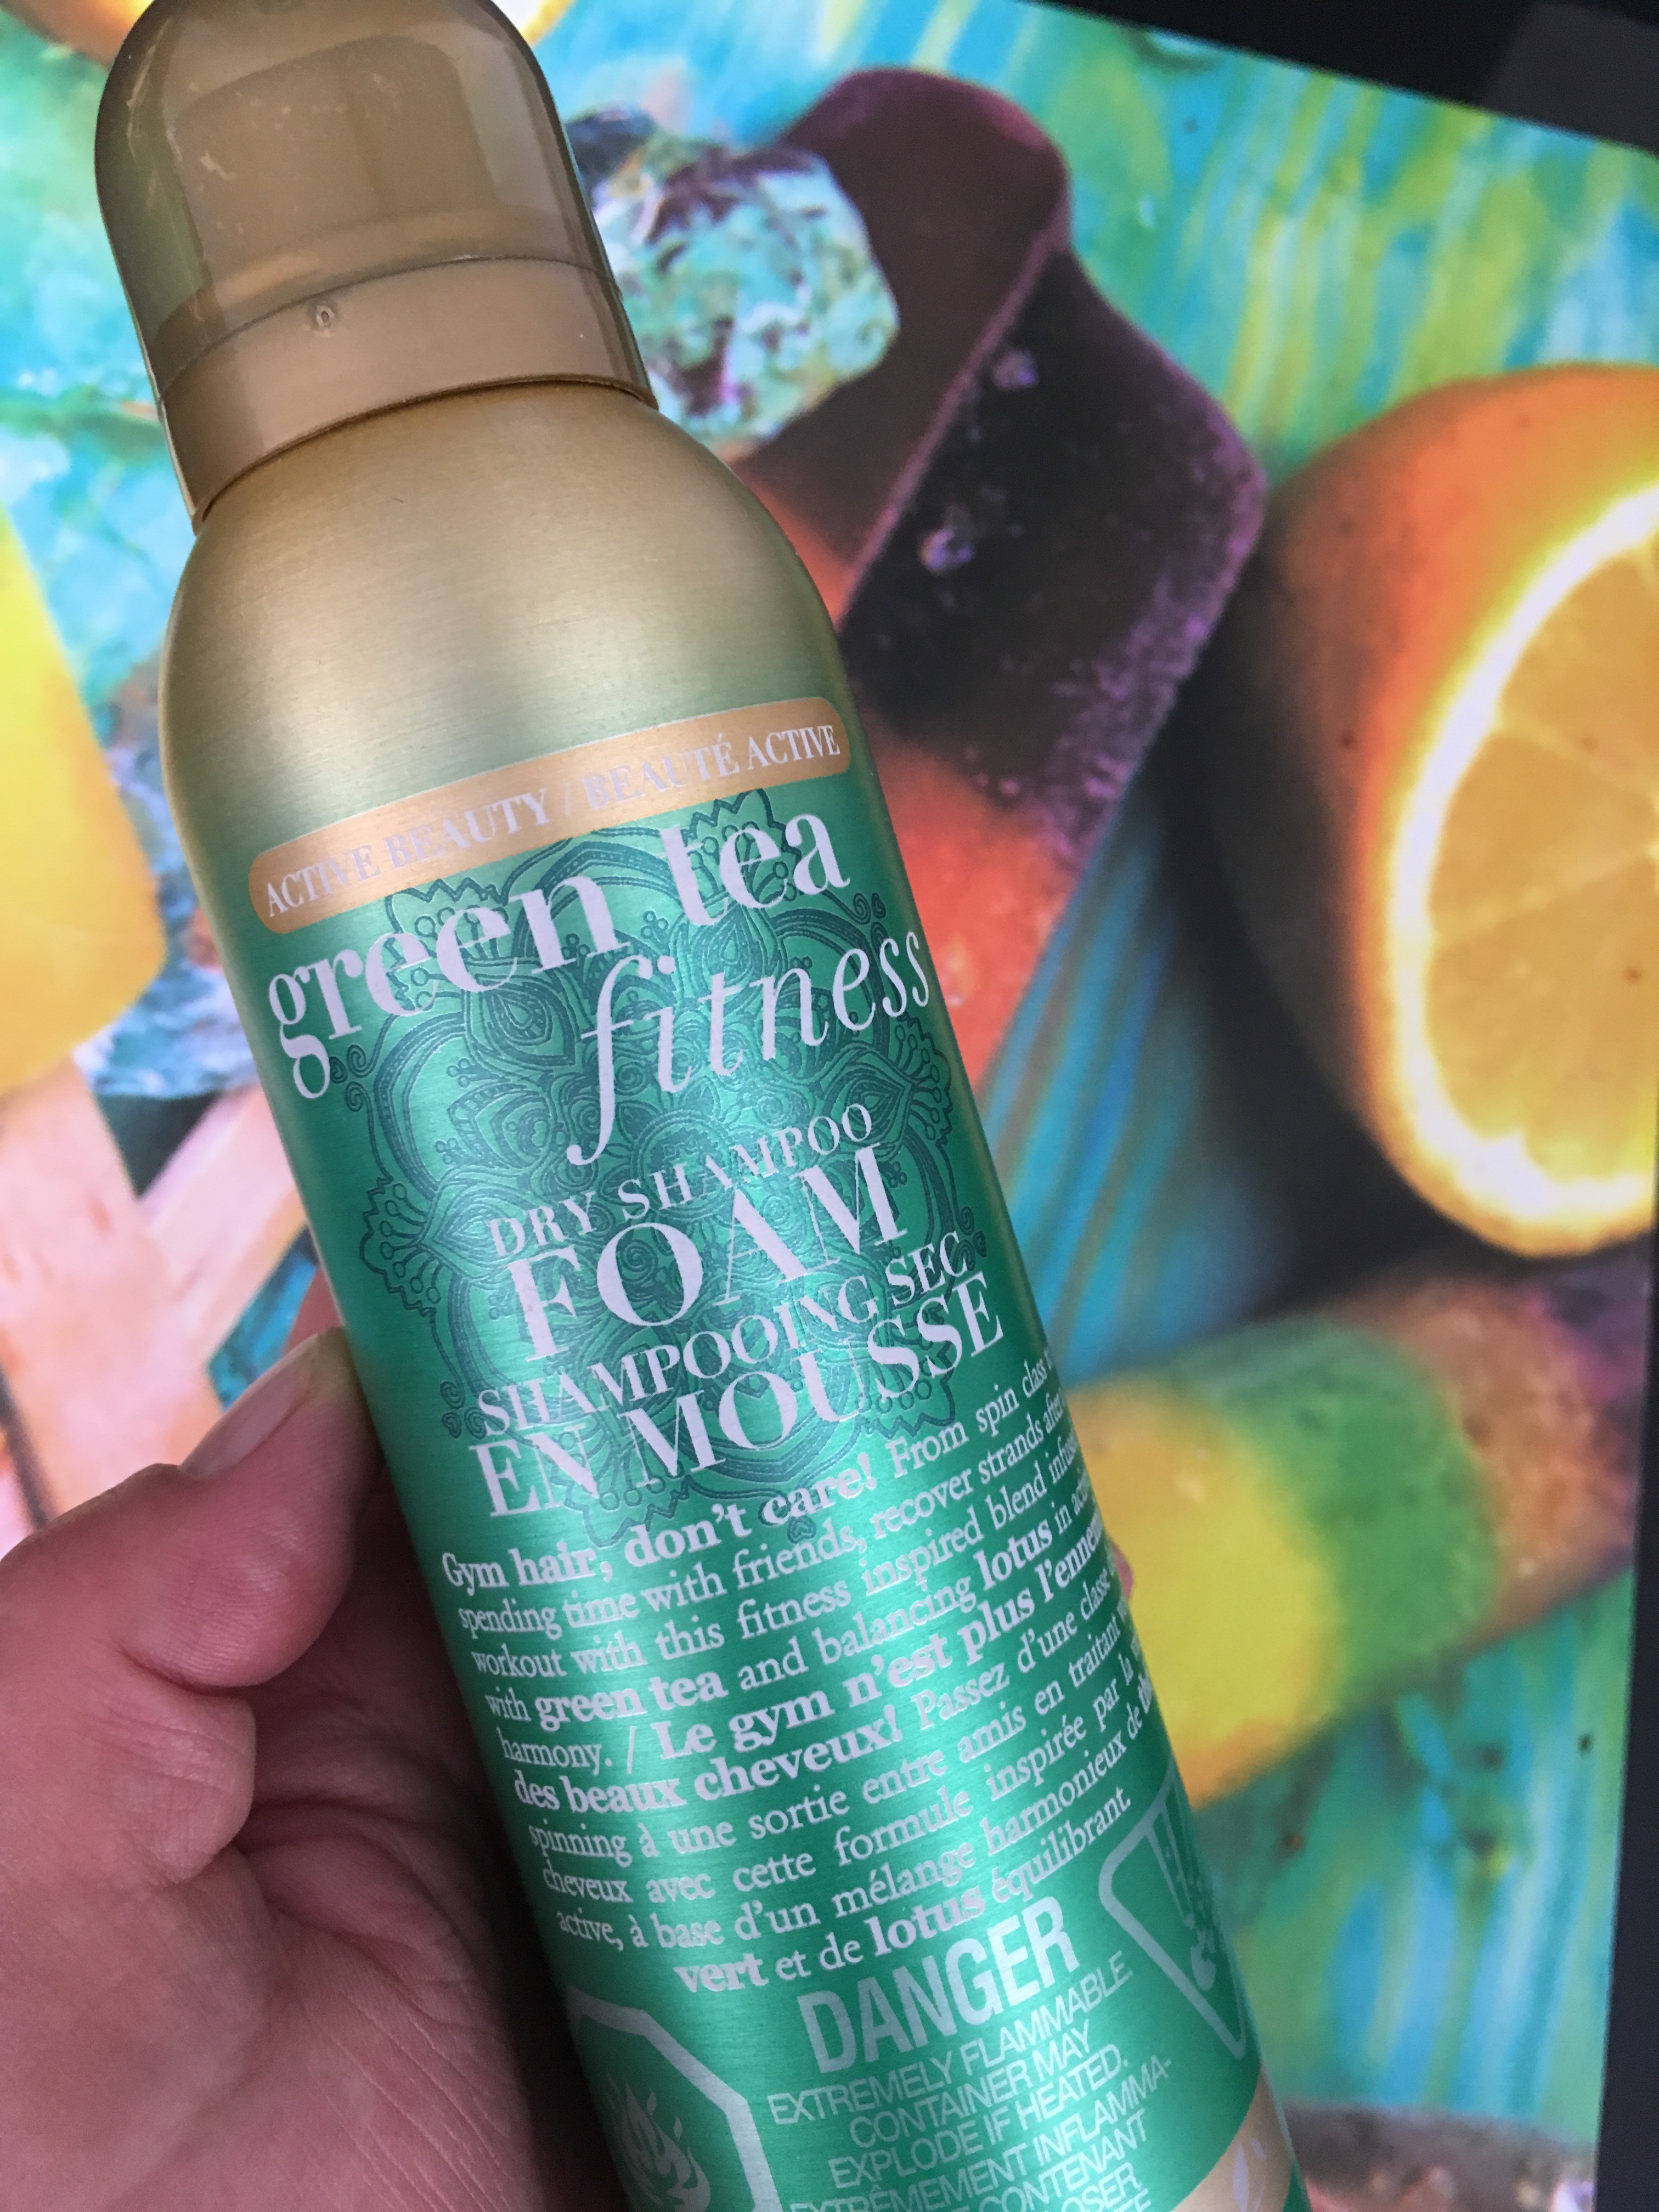 ACTIVE BEAUTY / BEAUTÉ ACTIVE
green tea
fitness
DRY SHAMPOO
FOAM
SHAMPOOING SEC
EN MOUSSE
Gym hair, don't care! From spin class
spending time with friends, recover strands after
workout with this fitness inspired blend
with green tea and balancing lotus in
harmony. / Le gym n'est plus
des beaux cheveux! Passez d'une classe
spinning à une sortie entre amis en traitant
cheveux avec cette formule inspirée par la
active, à base d'un mélange harmonieux de
vert et de lotus équilibrant.
DANGER
EXTREMELY FLAMMABLE.
CONTAINER MAY
EXPLODE IF HEATED.
EXTRÊMEMENT INFLAMMA-
CONTENANT